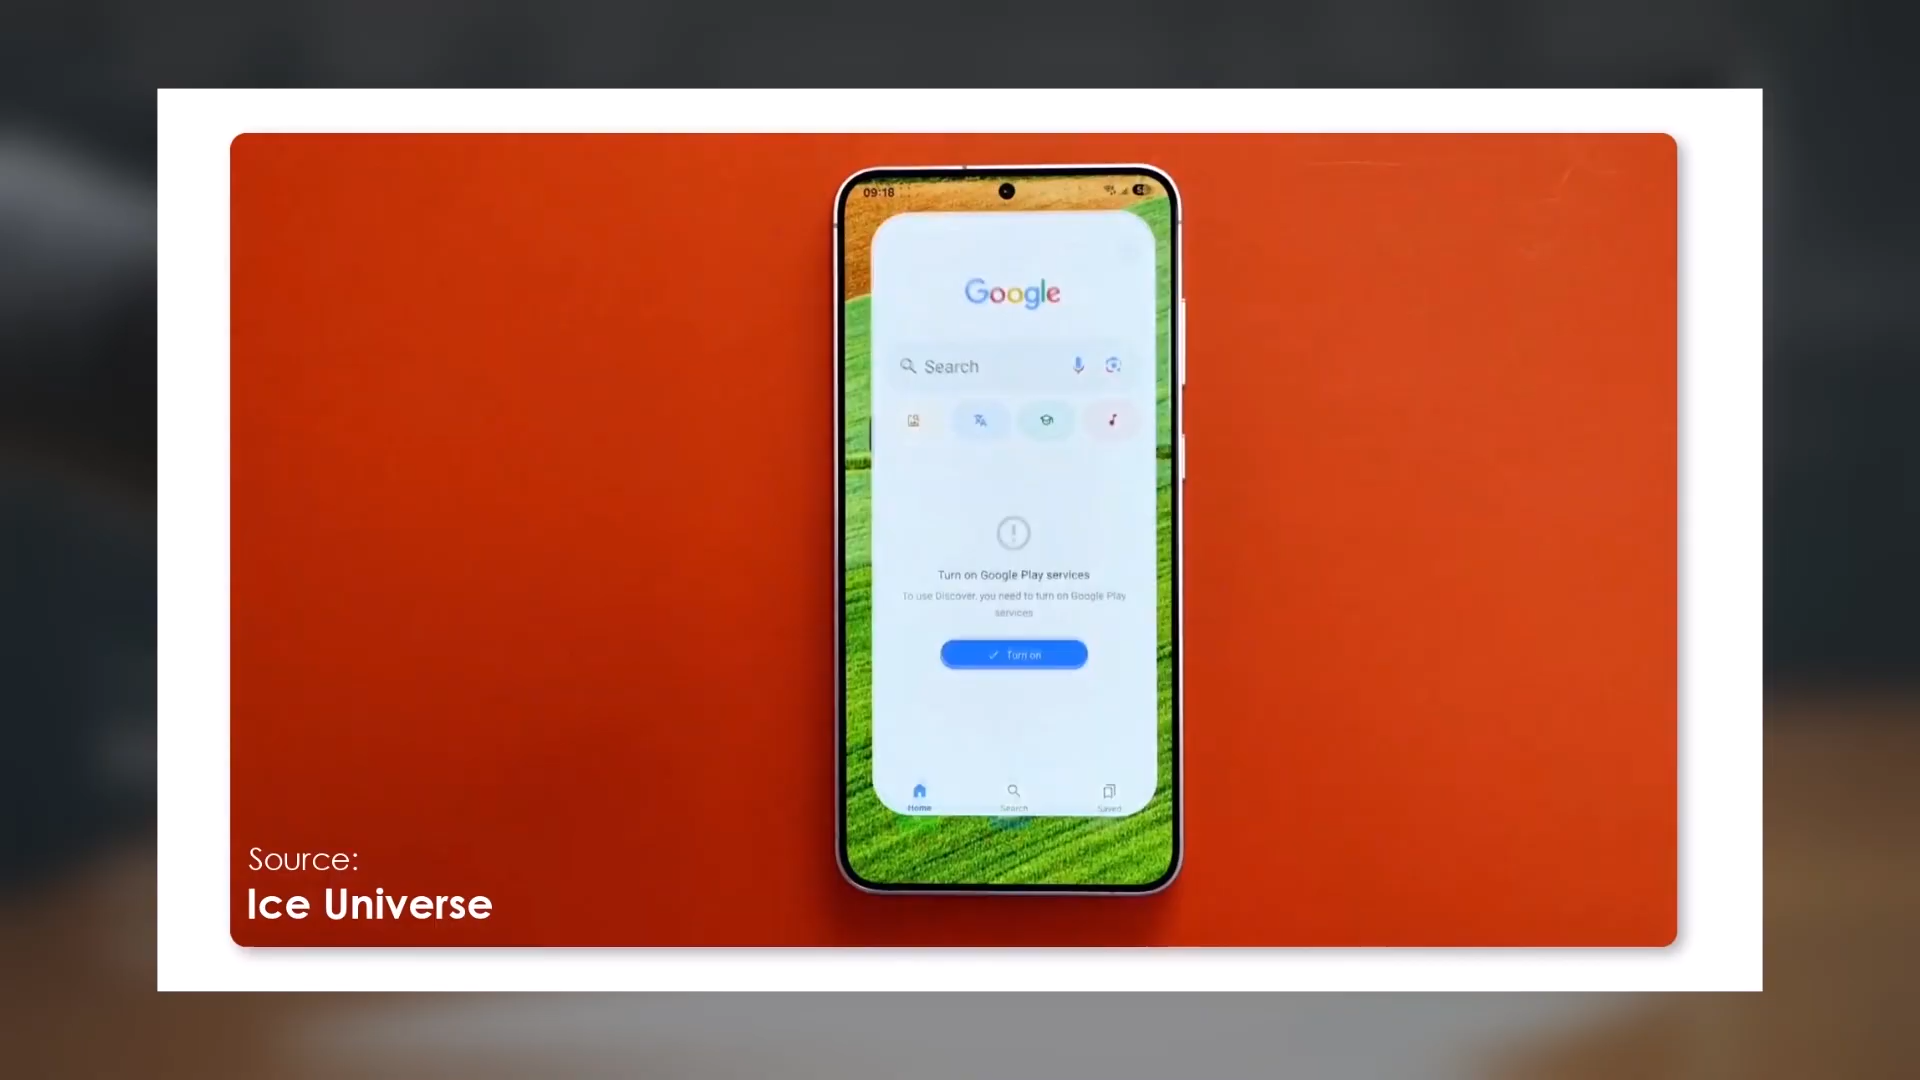 09:18
Google
Search
Turn on Google Play services
To use Discover, you need to turn on Google Play
services
Turn on
Home
Search
Saved
Source:
Ice Universe